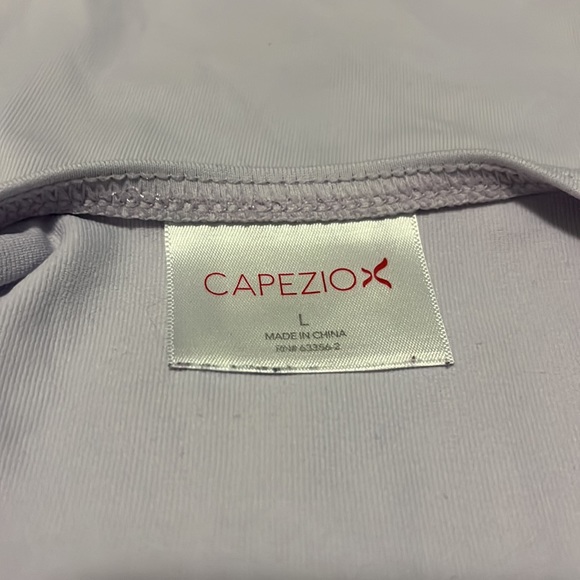 CAPEZIO
L
MADE IN CHINA
RN# 63356-2